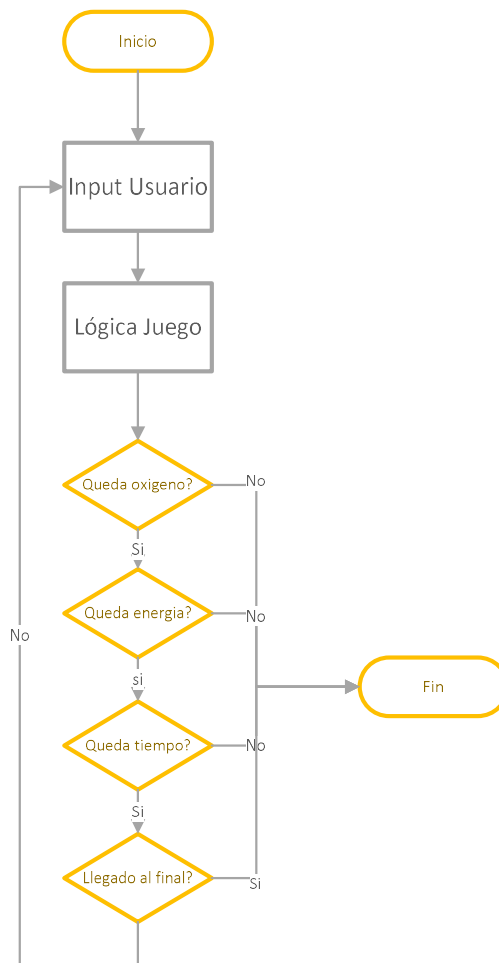 Inicio
Input Usuario
Lógica Juego
Queda oxigeno?
No
Si
Queda energia?
No
si
No
Fin
Queda tiempo?
No
Si
Llegado al final?
Si